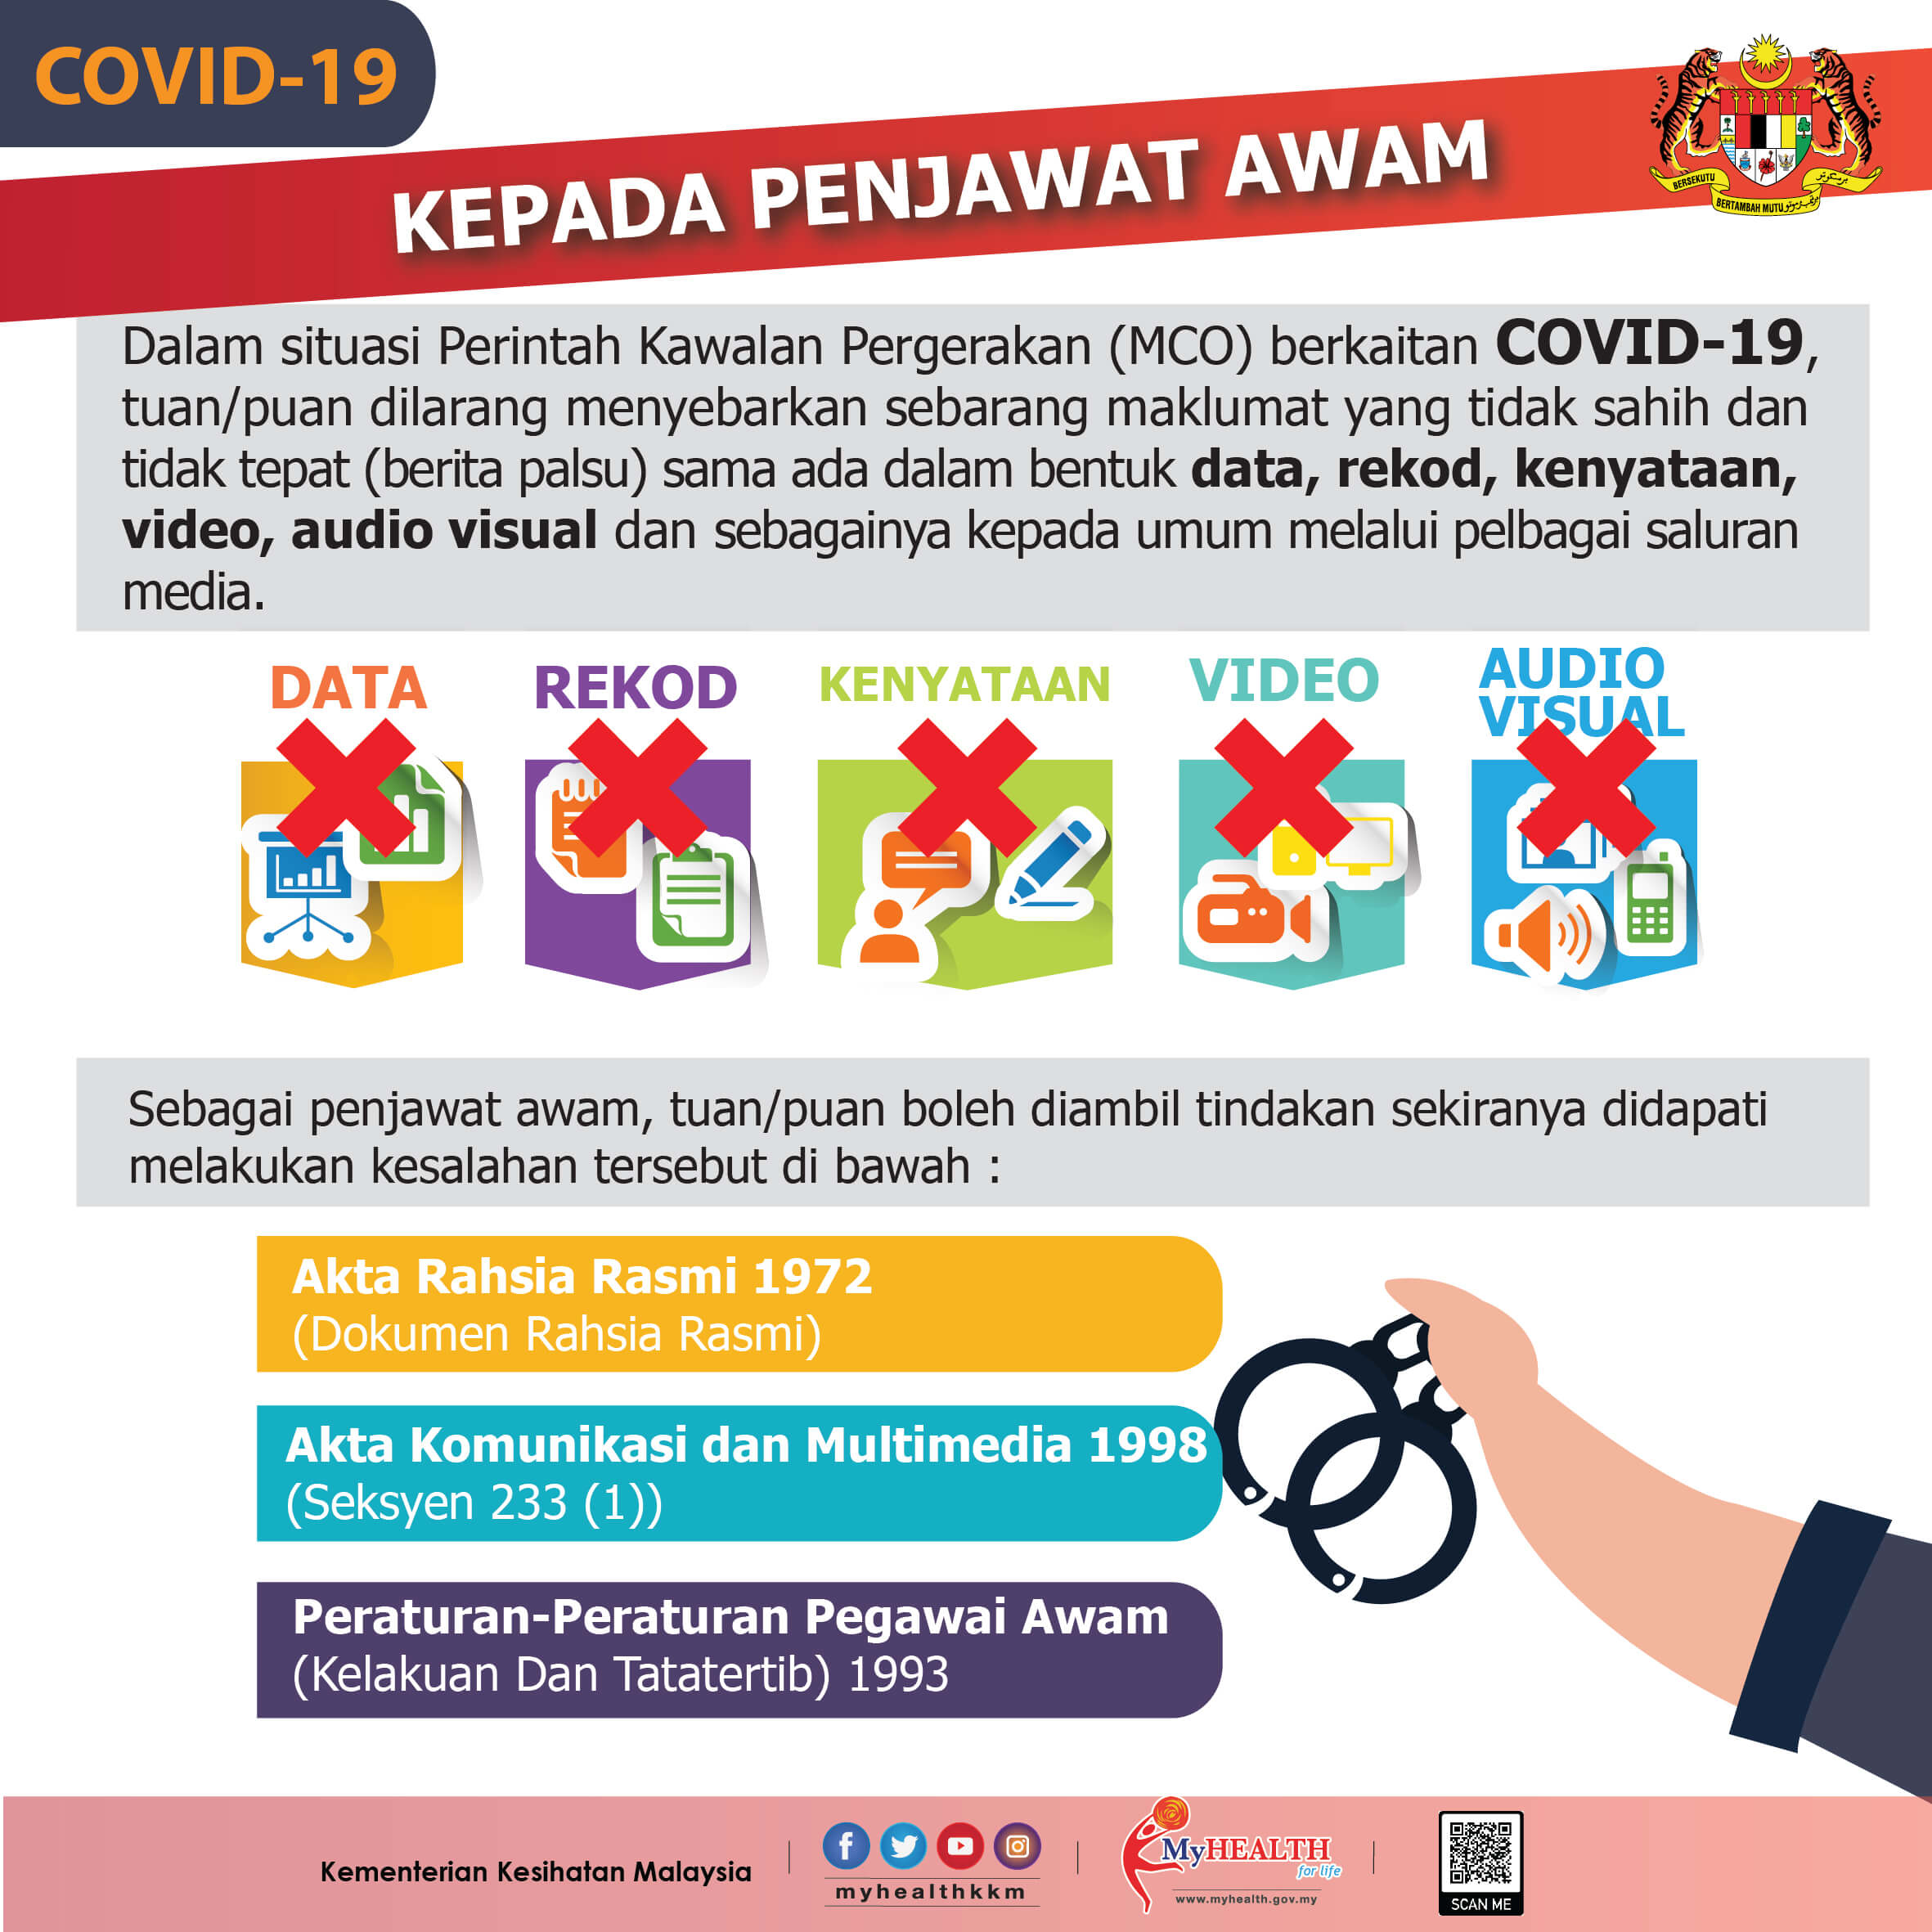 COVID-19
KEPADA PENJAWAT AWAM
BERSEKUTU
BERTAMBAH MUTU
Dalam situasi Perintah Kawalan Pergerakan (MCO) berkaitan COVID-19,
tuan/puan dilarang menyebarkan sebarang maklumat yang tidak sahih dan
tidak tepat (berita palsu) sama ada dalam bentuk data, rekod, kenyataan,
video, audio visual dan sebagainya kepada umum melalui pelbagai saluran
media.
DATA
REKOD
KENYATAAN
VIDEO
AUDIO
VISUAL
Sebagai penjawat awam, tuan/puan boleh diambil tindakan sekiranya didapati
melakukan kesalahan tersebut di bawah :
Akta Rahsia Rasmi 1972
(Dokumen Rahsia Rasmi)
Akta Komunikasi dan Multimedia 1998
(Seksyen 233 (1))
Peraturan-Peraturan Pegawai Awam
(Kelakuan Dan Tatatertib) 1993
Kementerian Kesihatan Malaysia
myhealthkkm
MyHEALTH
for life
www.myhealth.gov.my
SCAN ME